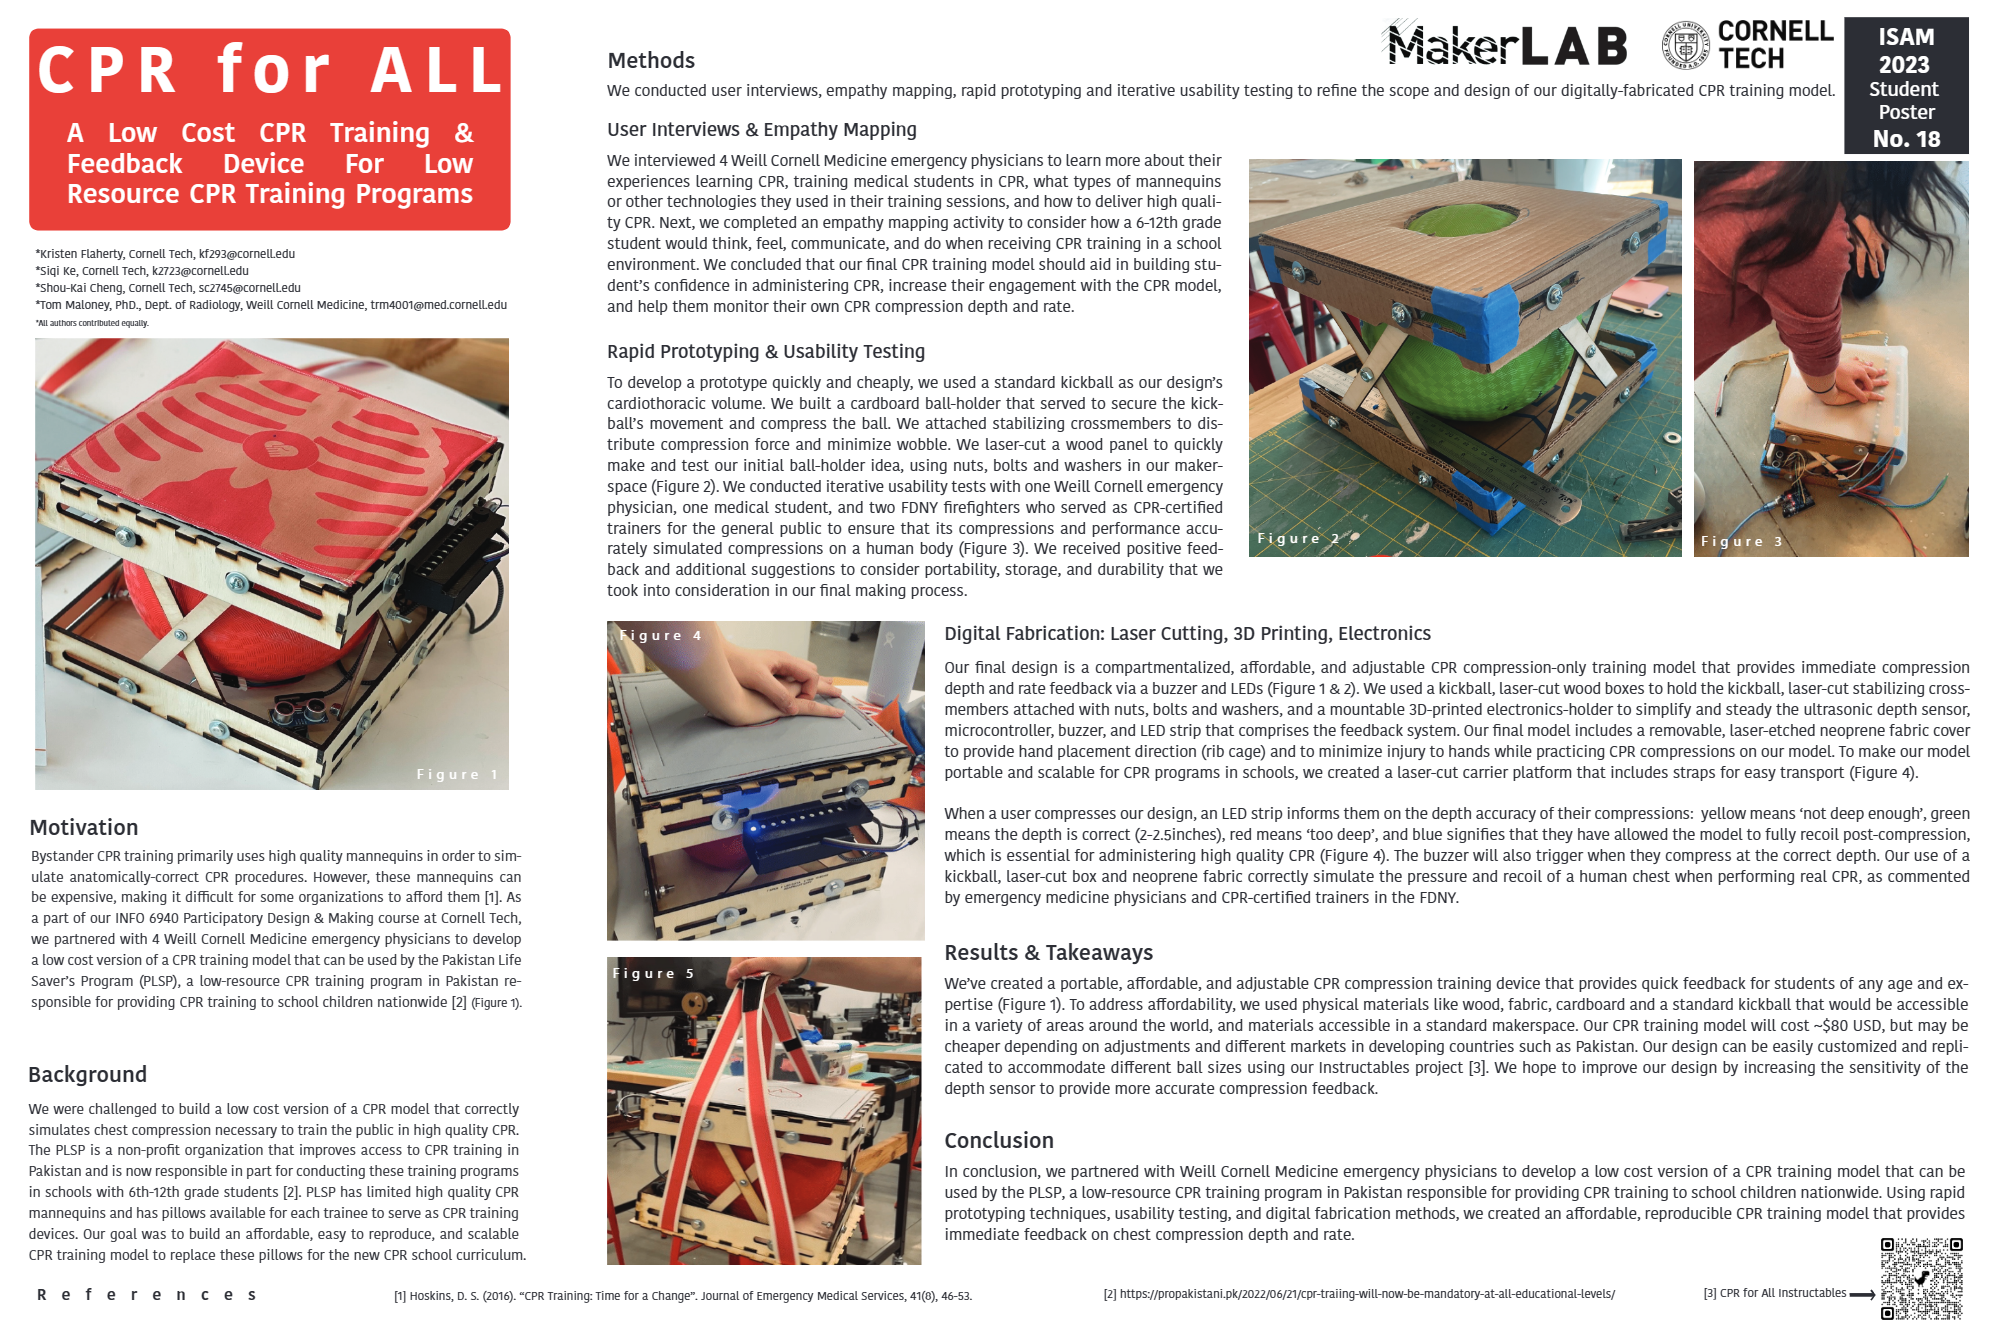 CPR for ALL
A Low Cost CPR Training &
Feedback Device For Low
Resource CPR Training Programs
*Kristen Flaherty, Cornell Tech, kf293@cornell.edu
*Siqi Ke, Cornell Tech, k2723@cornell.edu
*Shou-Kai Cheng, Cornell Tech, sc2745@cornell.edu
*Tom Maloney, PhD., Dept. of Radiology, Weill Cornell Medicine, trm4001@med.cornell.edu
*All authors contributed equally.
Figure 1
Motivation
Bystander CPR training primarily uses high quality mannequins in order to sim-
ulate anatomically-correct CPR procedures. However, these mannequins can
be expensive, making it difficult for some organizations to afford them [1]. As
a part of our INFO 6940 Participatory Design & Making course at Cornell Tech,
we partnered with 4 Weill Cornell Medicine emergency physicians to develop
a low cost version of a CPR training model that can be used by the Pakistan Life
Saver's Program (PLSP), a low-resource CPR training program in Pakistan re-
sponsible for providing CPR training to school children nationwide [2] (Figure 1).
Background
We were challenged to build a low cost version of a CPR model that correctly
simulates chest compression necessary to train the public in high quality CPR.
The PLSP is a non-profit organization that improves access to CPR training in
Pakistan and is now responsible in part for conducting these training programs
in schools with 6th-12th grade students [2]. PLSP has limited high quality CPR
mannequins and has pillows available for each trainee to serve as CPR training
devices. Our goal was to build an affordable, easy to reproduce, and scalable
CPR training model to replace these pillows for the new CPR school curriculum.
Methods
MakerLAB
CORNELL
TECH
ISAM
2023
Student
Poster
No. 18
We conducted user interviews, empathy mapping, rapid prototyping and iterative usability testing to refine the scope and design of our digitally-fabricated CPR training model.
User Interviews & Empathy Mapping
We interviewed 4 Weill Cornell Medicine emergency physicians to learn more about their
experiences learning CPR, training medical students in CPR, what types of mannequins
or other technologies they used in their training sessions, and how to deliver high quali-
ty CPR. Next, we completed an empathy mapping activity to consider how a 6-12th grade
student would think, feel, communicate, and do when receiving CPR training in a school
environment. We concluded that our final CPR training model should aid in building stu-
dent's confidence in administering CPR, increase their engagement with the CPR model,
and help them monitor their own CPR compression depth and rate.
Rapid Prototyping & Usability Testing
To develop a prototype quickly and cheaply, we used a standard kickball as our design's
cardiothoracic volume. We built a cardboard ball-holder that served to secure the kick-
ball's movement and compress the ball. We attached stabilizing crossmembers to dis-
tribute compression force and minimize wobble. We laser-cut a wood panel to quickly
make and test our initial ball-holder idea, using nuts, bolts and washers in our maker-
space (Figure 2). We conducted iterative usability tests with one Weill Cornell emergency
physician, one medical student, and two FDNY firefighters who served as CPR-certified
trainers for the general public to ensure that its compressions and performance accu-
rately simulated compressions on a human body (Figure 3). We received positive feed-
back and additional suggestions to consider portability, storage, and durability that we
took into consideration in our final making process.
Figure 2
Figure 3
Figure 4
Figure 5
Digital Fabrication: Laser Cutting, 3D Printing, Electronics
Our final design is a compartmentalized, affordable, and adjustable CPR compression-only training model that provides immediate compression
depth and rate feedback via a buzzer and LEDs (Figure 1 & 2). We used a kickball, laser-cut wood boxes to hold the kickball, laser-cut stabilizing cross-
members attached with nuts, bolts and washers, and a mountable 3D-printed electronics-holder to simplify and steady the ultrasonic depth sensor,
microcontroller, buzzer, and LED strip that comprises the feedback system. Our final model includes a removable, laser-etched neoprene fabric cover
to provide hand placement direction (rib cage) and to minimize injury to hands while practicing CPR compressions on our model. To make our model
portable and scalable for CPR programs in schools, we created a laser-cut carrier platform that includes straps for easy transport (Figure 4).
When a user compresses our design, an LED strip informs them on the depth accuracy of their compressions: yellow means 'not deep enough', green
means the depth is correct (2-2.5inches), red means 'too deep', and blue signifies that they have allowed the model to fully recoil post-compression,
which is essential for administering high quality CPR (Figure 4). The buzzer will also trigger when they compress at the correct depth. Our use of a
kickball, laser-cut box and neoprene fabric correctly simulate the pressure and recoil of a human chest when performing real CPR, as commented
by emergency medicine physicians and CPR-certified trainers in the FDNY.
Results & Takeaways
We've created a portable, affordable, and adjustable CPR compression training device that provides quick feedback for students of any age and ex-
pertise (Figure 1). To address affordability, we used physical materials like wood, fabric, cardboard and a standard kickball that would be accessible
in a variety of areas around the world, and materials accessible in a standard makerspace. Our CPR training model will cost ~$80 USD, but may be
cheaper depending on adjustments and different markets in developing countries such as Pakistan. Our design can be easily customized and repli-
cated to accommodate different ball sizes using our Instructables project [3]. We hope to improve our design by increasing the sensitivity of the
depth sensor to provide more accurate compression feedback.
Conclusion
In conclusion, we partnered with Weill Cornell Medicine emergency physicians to develop a low cost version of a CPR training model that can be
used by the PLSP, a low-resource CPR training program in Pakistan responsible for providing CPR training to school children nationwide. Using rapid
prototyping techniques, usability testing, and digital fabrication methods, we created an affordable, reproducible CPR training model that provides
immediate feedback on chest compression depth and rate.
References
[1] Hoskins, D. S. (2016). “CPR Training: Time for a Change”. Journal of Emergency Medical Services, 41(8), 46-53.
[2] https://propakistani.pk/2022/06/21/cpr-traiing-will-now-be-mandatory-at-all-educational-levels/
[3] CPR for All Instructables